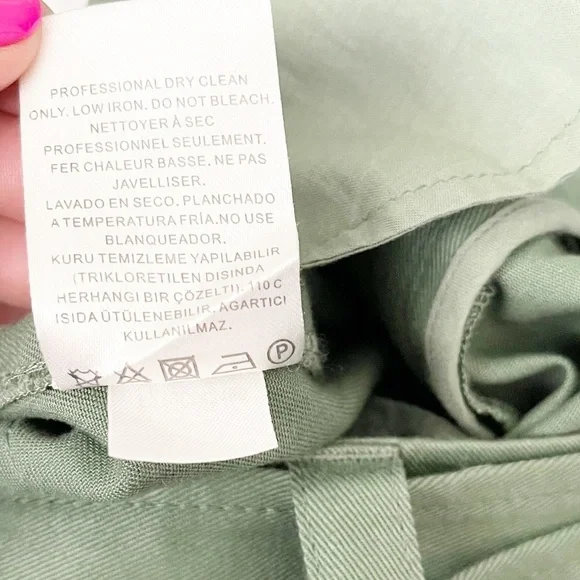 PROFESSIONAL DRY CLEAN
ONLY. LOW IRON. DO NOT BLEACH.
NETTOYER À SEC
PROFESSIONNEL SEULEMENT.
FER CHALEUR BASSE. NE PAS
JAVELLISER.
LAVADO EN SECO. PLANCHADO
A TEMPERATURA FRÍA. NO USE
BLANQUEADOR.
KURU TEMIZLEME YAPILABILIR
(TRIKLORETILEN DISINDA
HERHANGI BIR ÇÖZELTI). 110 C
ISIDA ÜTÜLENEBILIR. AGARTICI
KULLANILMAZ.
P